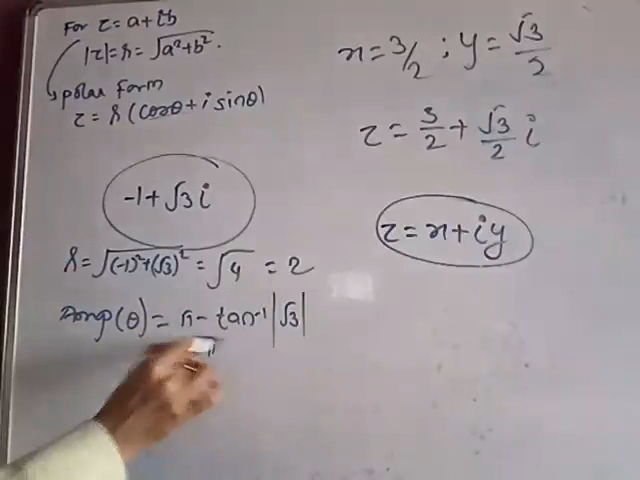 For z = a + ib
|z| = r = √(a² + b²).
polar form
z = r (cosθ + i sinθ)
-1 + √3 i
r = √((-1)² + (√3)²) = √4 = 2
Amp(θ) = π - tan⁻¹ |√3|
x = 3/2 ; y = √3/2
z = 3/2 + √3/2 i
z = x + iy